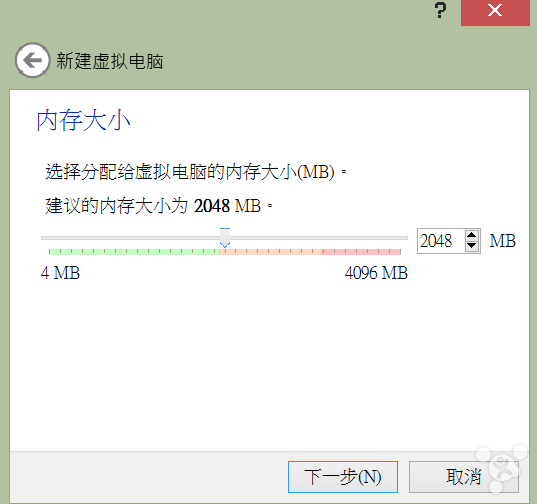 ?
新建虚拟电脑
内存大小
选择分配给虚拟电脑的内存大小(MB)。
建议的内存大小为 2048 MB。
2048 MB
4 MB 4096 MB
下一步(N) 取消